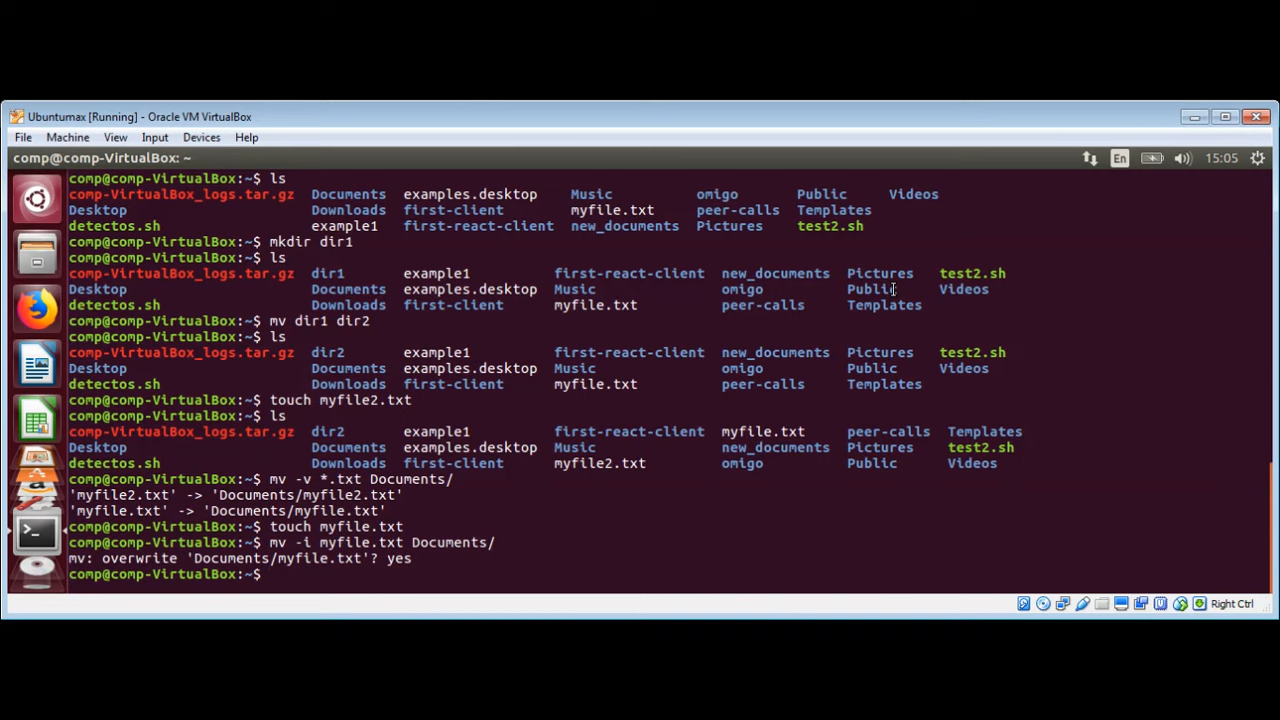 Ubuntumax [Running] - Oracle VM VirtualBox
File Machine View Input Devices Help
comp@comp-VirtualBox: ~ En 15:05
comp@comp-VirtualBox:~$ ls
comp-VirtualBox_logs.tar.gz Documents examples.desktop Music omigo Public Videos
Desktop Downloads first-client myfile.txt peer-calls Templates
detectos.sh example1 first-react-client new_documents Pictures test2.sh
comp@comp-VirtualBox:~$ mkdir dir1
comp@comp-VirtualBox:~$ ls
comp-VirtualBox_logs.tar.gz dir1 example1 first-react-client new_documents Pictures test2.sh
Desktop Documents examples.desktop Music omigo Public Videos
detectos.sh Downloads first-client myfile.txt peer-calls Templates
comp@comp-VirtualBox:~$ mv dir1 dir2
comp@comp-VirtualBox:~$ ls
comp-VirtualBox_logs.tar.gz dir2 example1 first-react-client new_documents Pictures test2.sh
Desktop Documents examples.desktop Music omigo Public Videos
detectos.sh Downloads first-client myfile.txt peer-calls Templates
comp@comp-VirtualBox:~$ touch myfile2.txt
comp@comp-VirtualBox:~$ ls
comp-VirtualBox_logs.tar.gz dir2 example1 first-react-client myfile.txt peer-calls Templates
Desktop Documents examples.desktop Music new_documents Pictures test2.sh
detectos.sh Downloads first-client myfile2.txt omigo Public Videos
comp@comp-VirtualBox:~$ mv -v *.txt Documents/
'myfile2.txt' -> 'Documents/myfile2.txt'
'myfile.txt' -> 'Documents/myfile.txt'
comp@comp-VirtualBox:~$ touch myfile.txt
comp@comp-VirtualBox:~$ mv -i myfile.txt Documents/
mv: overwrite 'Documents/myfile.txt'? yes
comp@comp-VirtualBox:~$
Right Ctrl